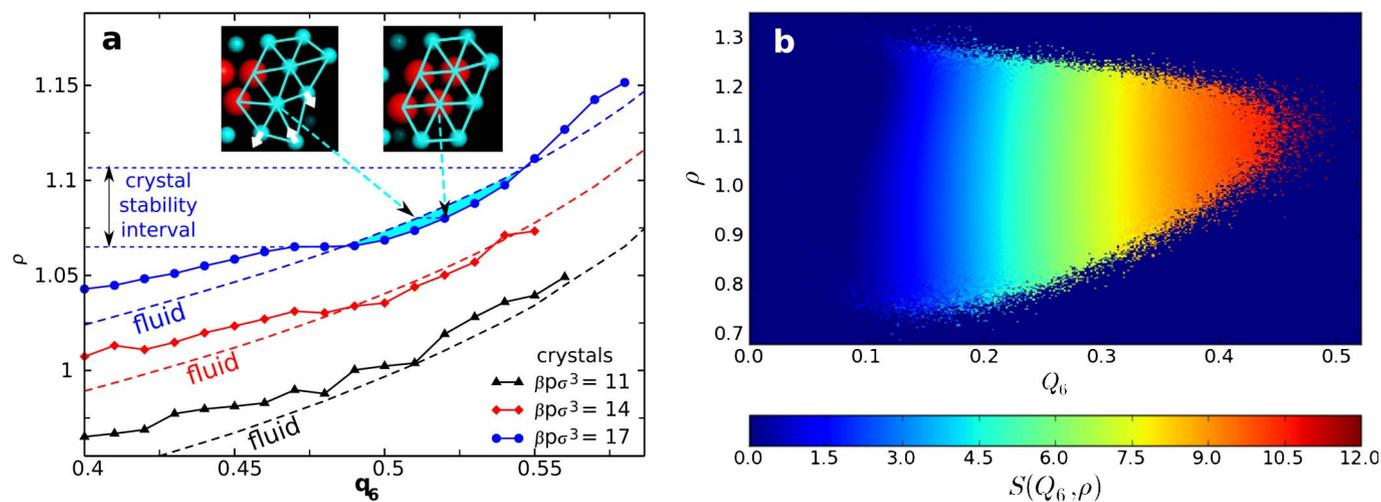 a
1.15
1.1
1.05
1
ρ
crystal
stability
interval
fluid
fluid
fluid
crystals
βpσ³ = 11
βpσ³ = 14
βpσ³ = 17
0.4 0.45 0.5 0.55
q₆
b
1.3
1.2
1.1
1.0
0.9
0.8
0.7
ρ
0.0 0.1 0.2 0.3 0.4 0.5
Q₆
0.0 1.5 3.0 4.5 6.0 7.5 9.0 10.5 12.0
S(Q₆,ρ)